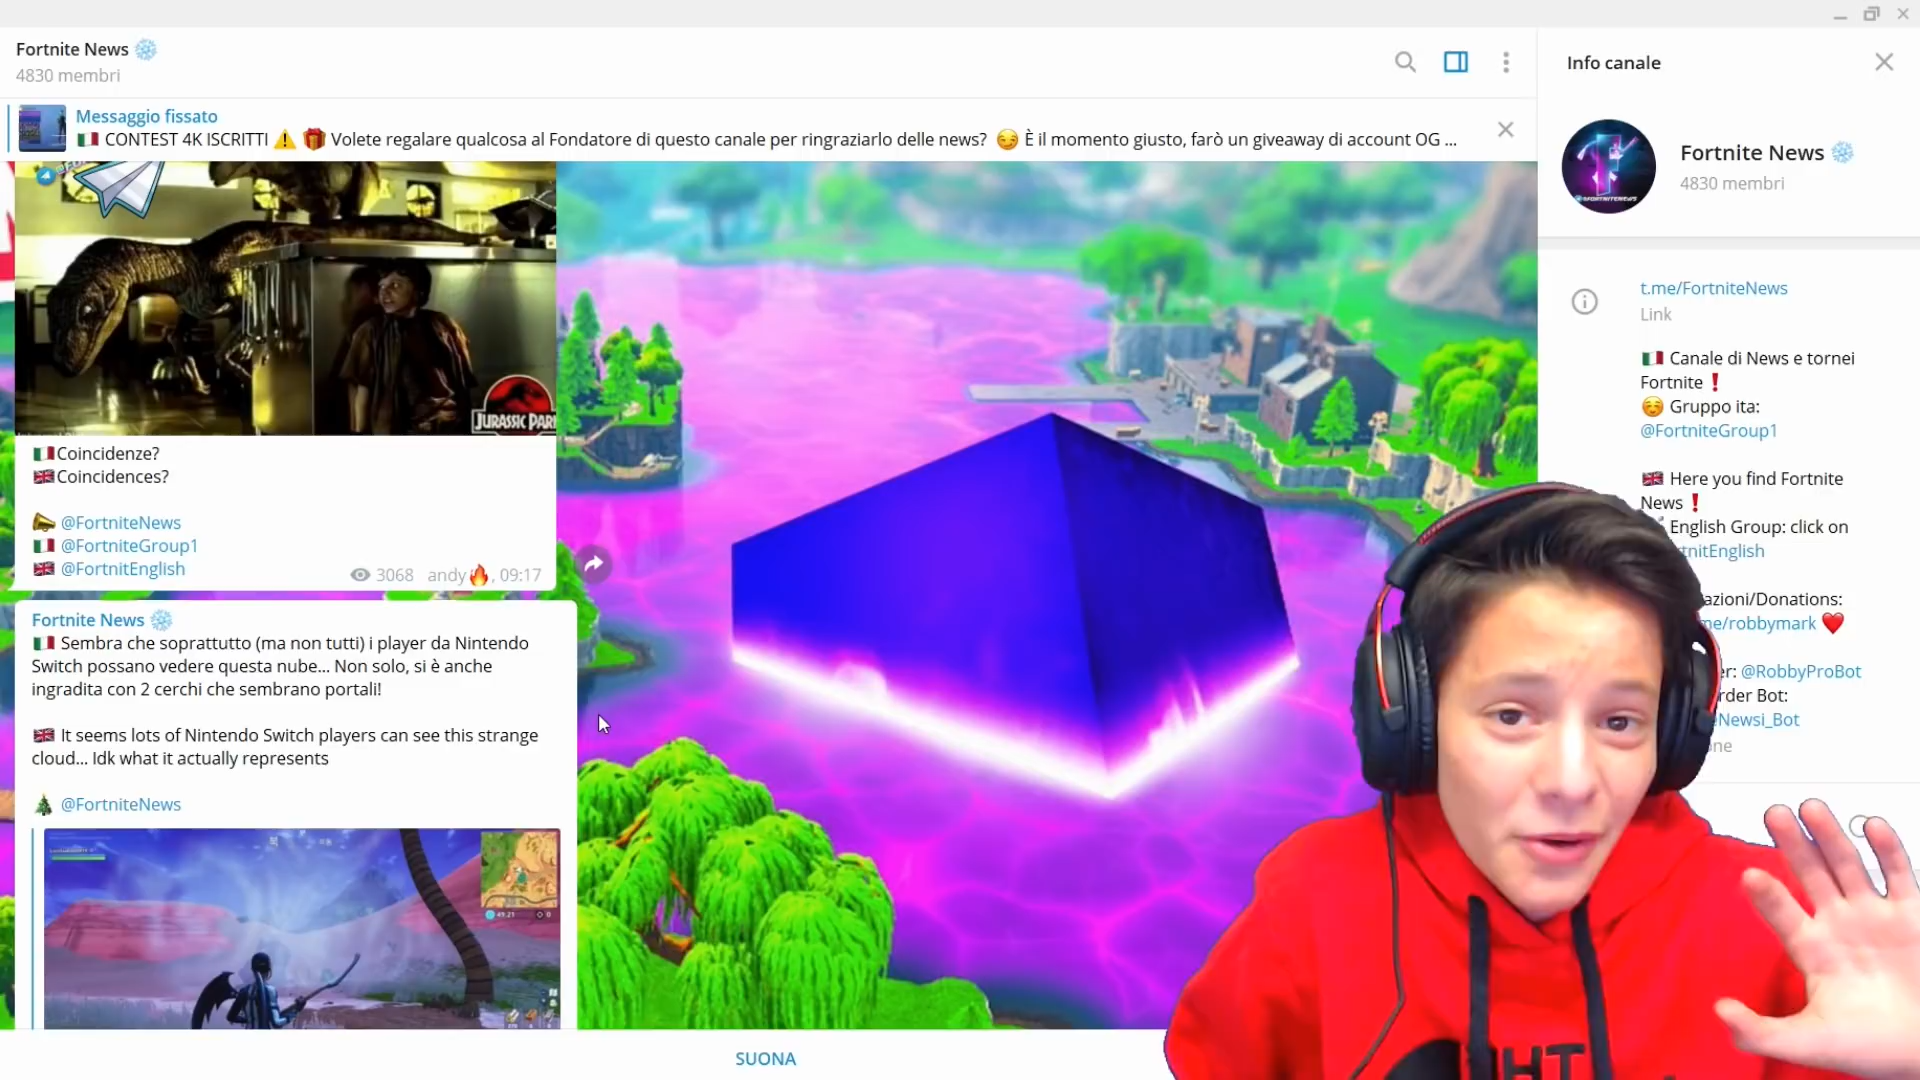 Fortnite News
4830 membri
Messaggio fissato
🇮🇹 CONTEST 4K ISCRITTI ⚠️ 🎁 Volete regalare qualcosa al Fondatore di questo canale per ringraziarlo delle news? 😏 È il momento giusto, farò un giveaway di account OG ...
JURASSIC PAR
🇮🇹Coincidenze?
🇬🇧Coincidences?
@FortniteNews
🇮🇹 @FortniteGroup1
🇬🇧 @FortnitEnglish
3068 andy🔥, 09:17
Fortnite News
🇮🇹 Sembra che soprattutto (ma non tutti) i player da Nintendo
Switch possano vedere questa nube... Non solo, si è anche
ingradita con 2 cerchi che sembrano portali!
🇬🇧 It seems lots of Nintendo Switch players can see this strange
cloud... Idk what it actually represents
🎄 @FortniteNews
SUONA
Info canale
Fortnite News
4830 membri
t.me/FortniteNews
Link
🇮🇹 Canale di News e tornei
Fortnite❗
☺️ Gruppo ita:
@FortniteGroup1
🇬🇧 Here you find Fortnite
News❗
English Group: click on
tnitEnglish
azioni/Donations:
me/robbymark ❤️
er: @RobbyProBot
rder Bot:
eNewsi_Bot
one
HT